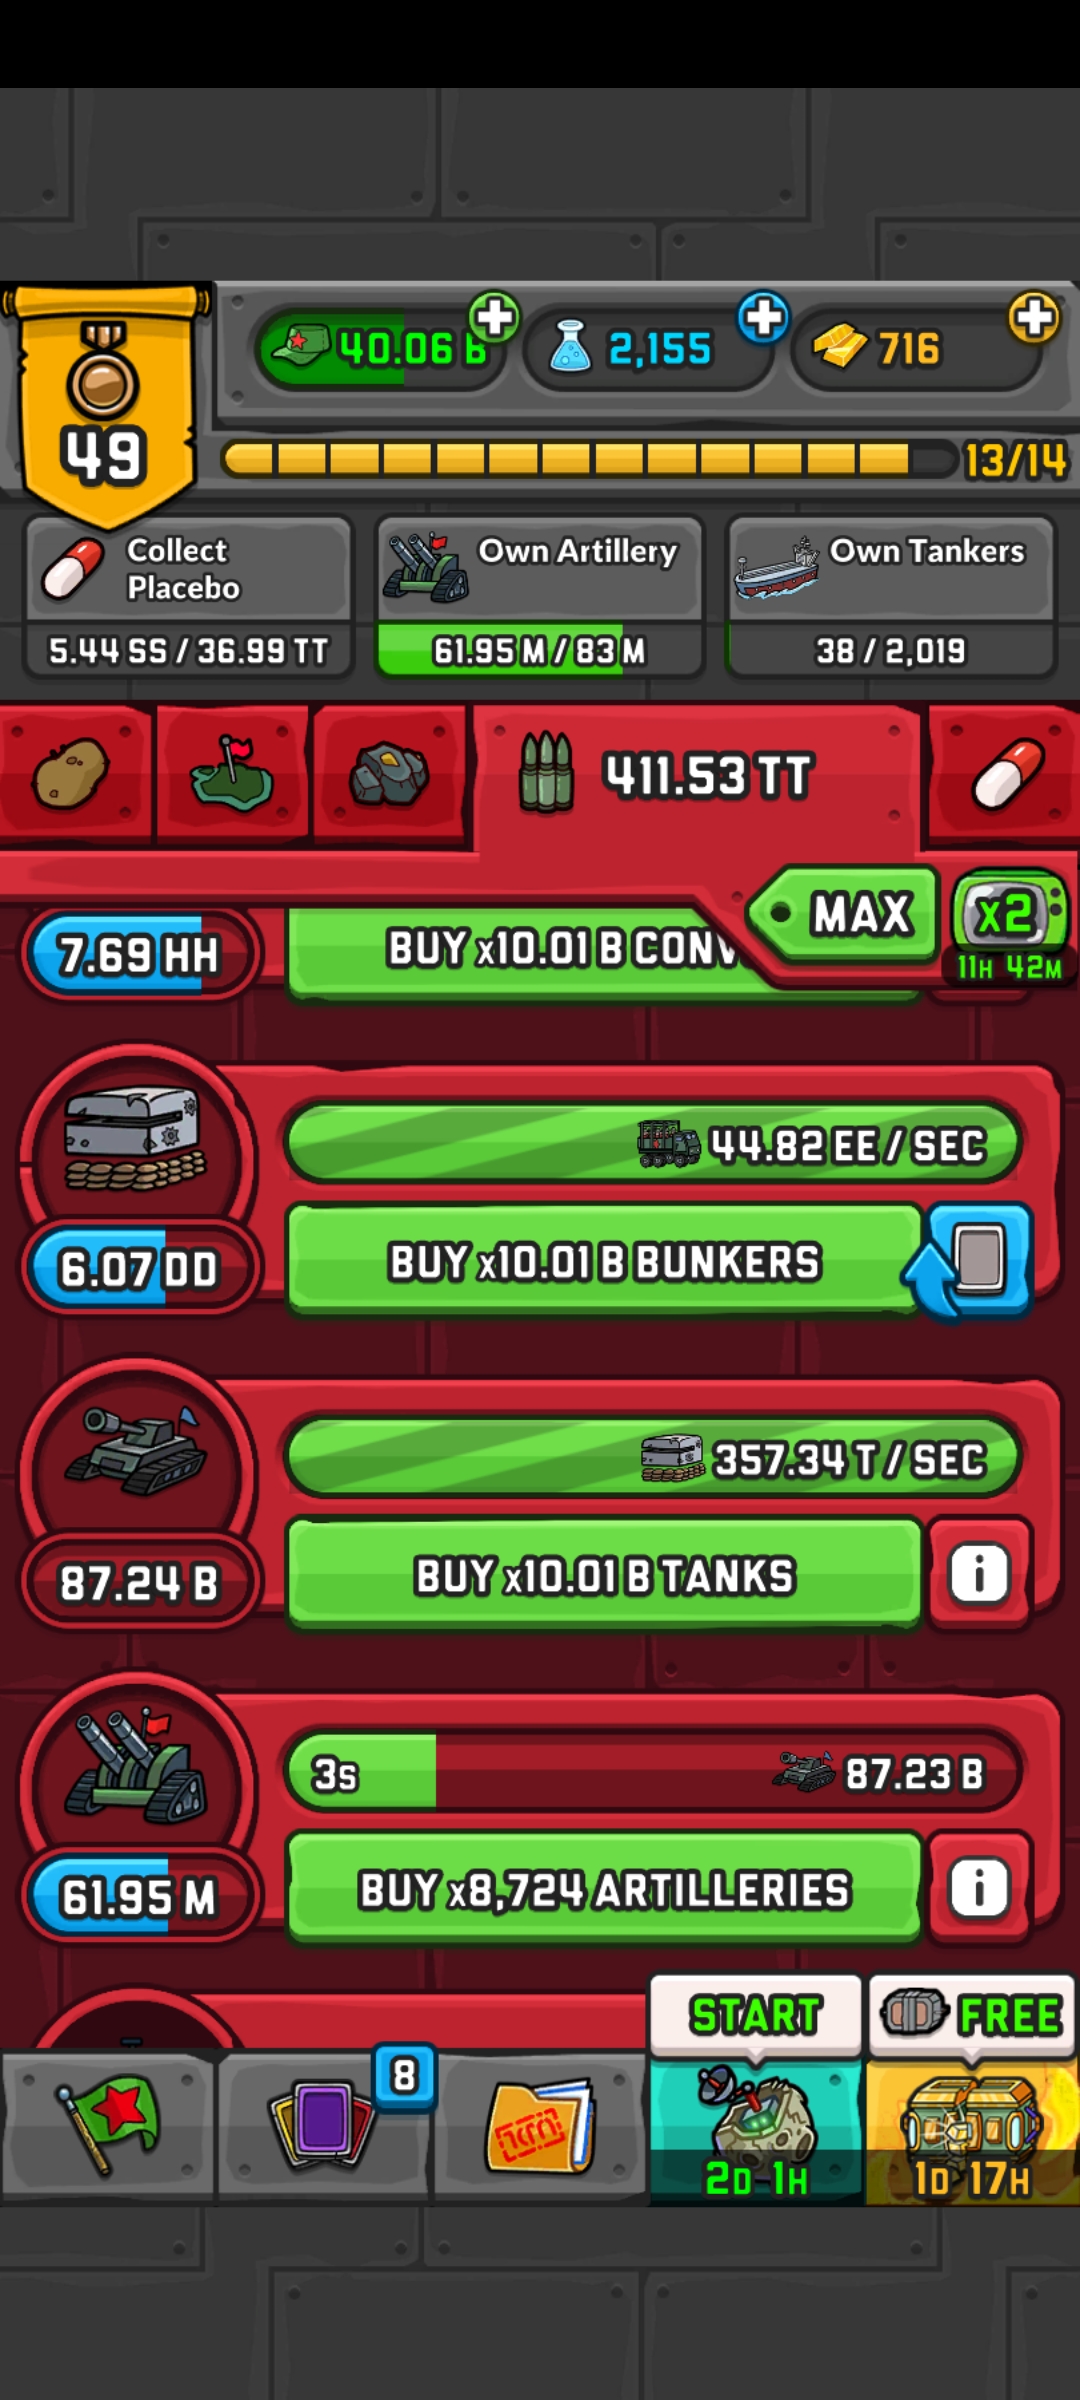 40.06 B
2,155
716
49
13/14
Collect
Placebo
Own Artillery
Own Tankers
5.44 SS / 36.99 TT
61.95 M / 83 M
38 / 2,019
411.53 TT
MAX
x2
11H 42M
7.69 HH
BUY x10.01 B CONV
44.82 EE / SEC
6.07 DD
BUY x10.01 B BUNKERS
357.34 T / SEC
87.24 B
BUY x10.01 B TANKS
i
3s
87.23 B
61.95 M
BUY x8,724 ARTILLERIES
i
START
FREE
8
2D 1H
1D 17H